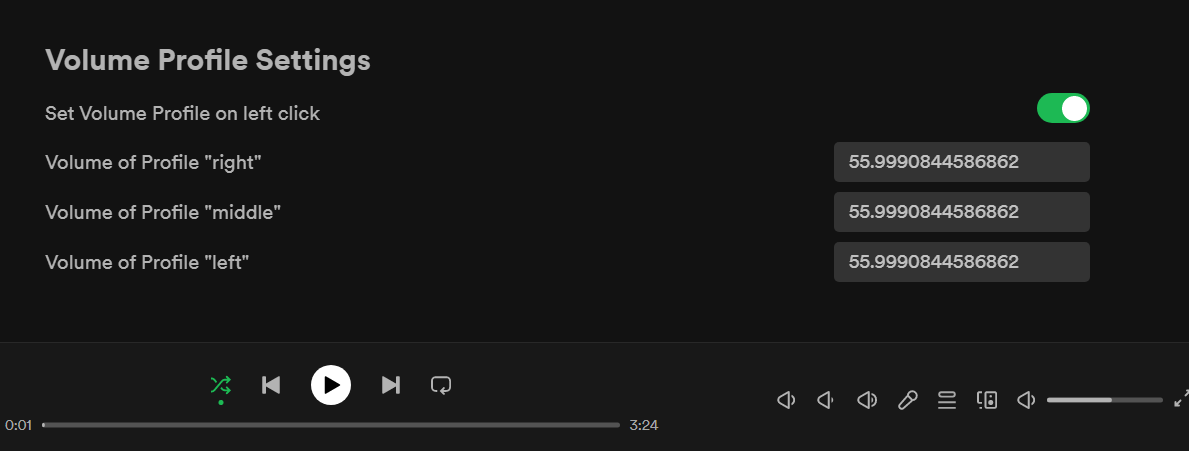 Volume Profile Settings
Set Volume Profile on left click
Volume of Profile "right" 55.9990844586862
Volume of Profile "middle" 55.9990844586862
Volume of Profile "left" 55.9990844586862
0:01 3:24